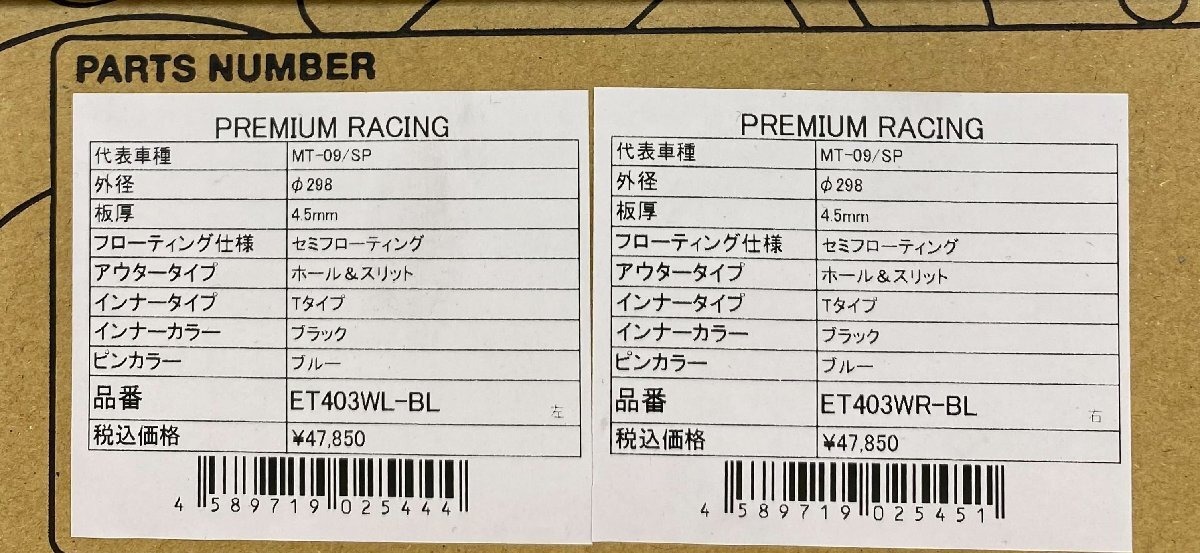 PARTS NUMBER
PREMIUM RACING
代表車種 MT-09/SP
外径 φ298
板厚 4.5mm
フローティング仕様 セミフローティング
アウタータイプ ホール&スリット
インナータイプ Tタイプ
インナーカラー ブラック
ピンカラー ブルー
品番 ET403WL-BL 左
税込価格 ¥47,850
4 589719 025444
PREMIUM RACING
代表車種 MT-09/SP
外径 φ298
板厚 4.5mm
フローティング仕様 セミフローティング
アウタータイプ ホール&スリット
インナータイプ Tタイプ
インナーカラー ブラック
ピンカラー ブルー
品番 ET403WR-BL 右
税込価格 ¥47,850
4 589719 025451